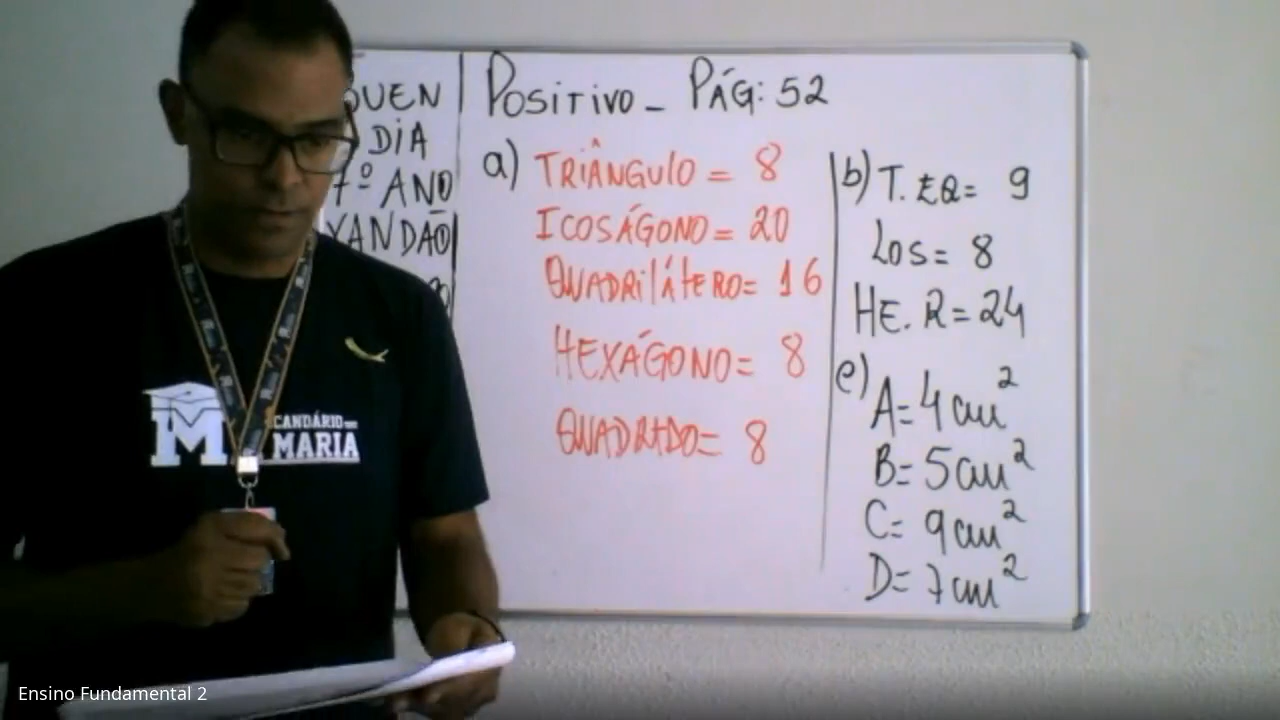 DIA
7º ANO
XANDÃO
POSITIVO - PÁG: 52
a) TRIÂNGULO = 8
ICOSÁGONO = 20
QUADRILÁTERO = 16
HEXÁGONO = 8
QUADRADO = 8
b) T. EQ = 9
LOS = 8
HE. R = 24
e) A = 4 cm²
B = 5 cm²
C = 9 cm²
D = 7 cm²
M
CANDÁRIO
MARIA
Ensino Fundamental 2